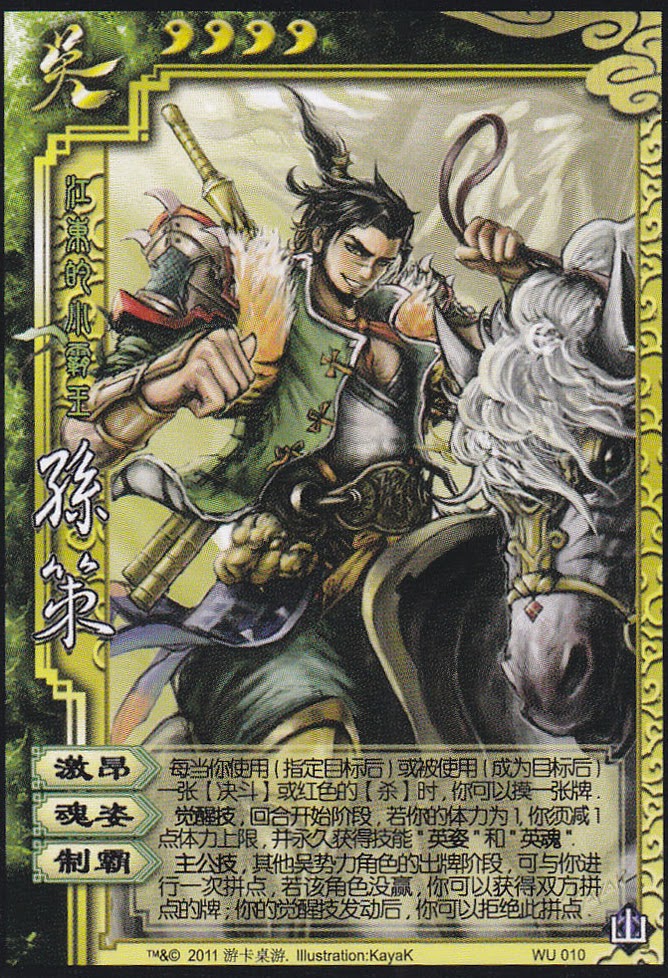 吴
江东的小霸王
孫策
激昂
每当你使用(指定目标后)或被使用(成为目标后)
一张【决斗】或红色的【杀】时,你可以摸一张牌.
魂姿
觉醒技,回合开始阶段,若你的体力为1,你须减1
点体力上限,并永久获得技能"英姿"和"英魂".
制霸
主公技,其他吴势力角色的出牌阶段,可与你进
行一次拼点,若该角色没赢,你可以获得双方拼
点的牌;你的觉醒技发动后,你可以拒绝此拼点.
山
™&© 2011 游卡桌游. Illustration:KayaK
WU 010